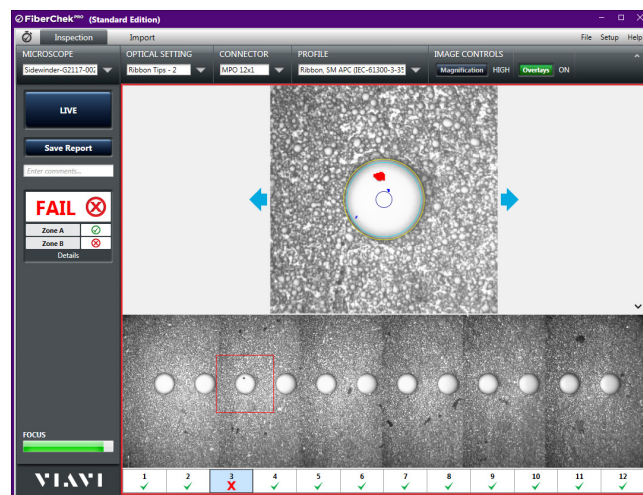 FiberChek PRO (Standard Edition)
Inspection Import File Setup Help
MICROSCOPE OPTICAL SETTING CONNECTOR PROFILE IMAGE CONTROLS
Sidewinder-G2117-002 Ribbon Tips - 2 MPO 12x1 Ribbon, SM APC (IEC-61300-3-35 Magnification HIGH Overlays ON
LIVE
Save Report
Enter comments...
FAIL
Zone A
Zone B
Details
FOCUS
VIAVI
1 2 3 4 5 6 7 8 9 10 11 12
X